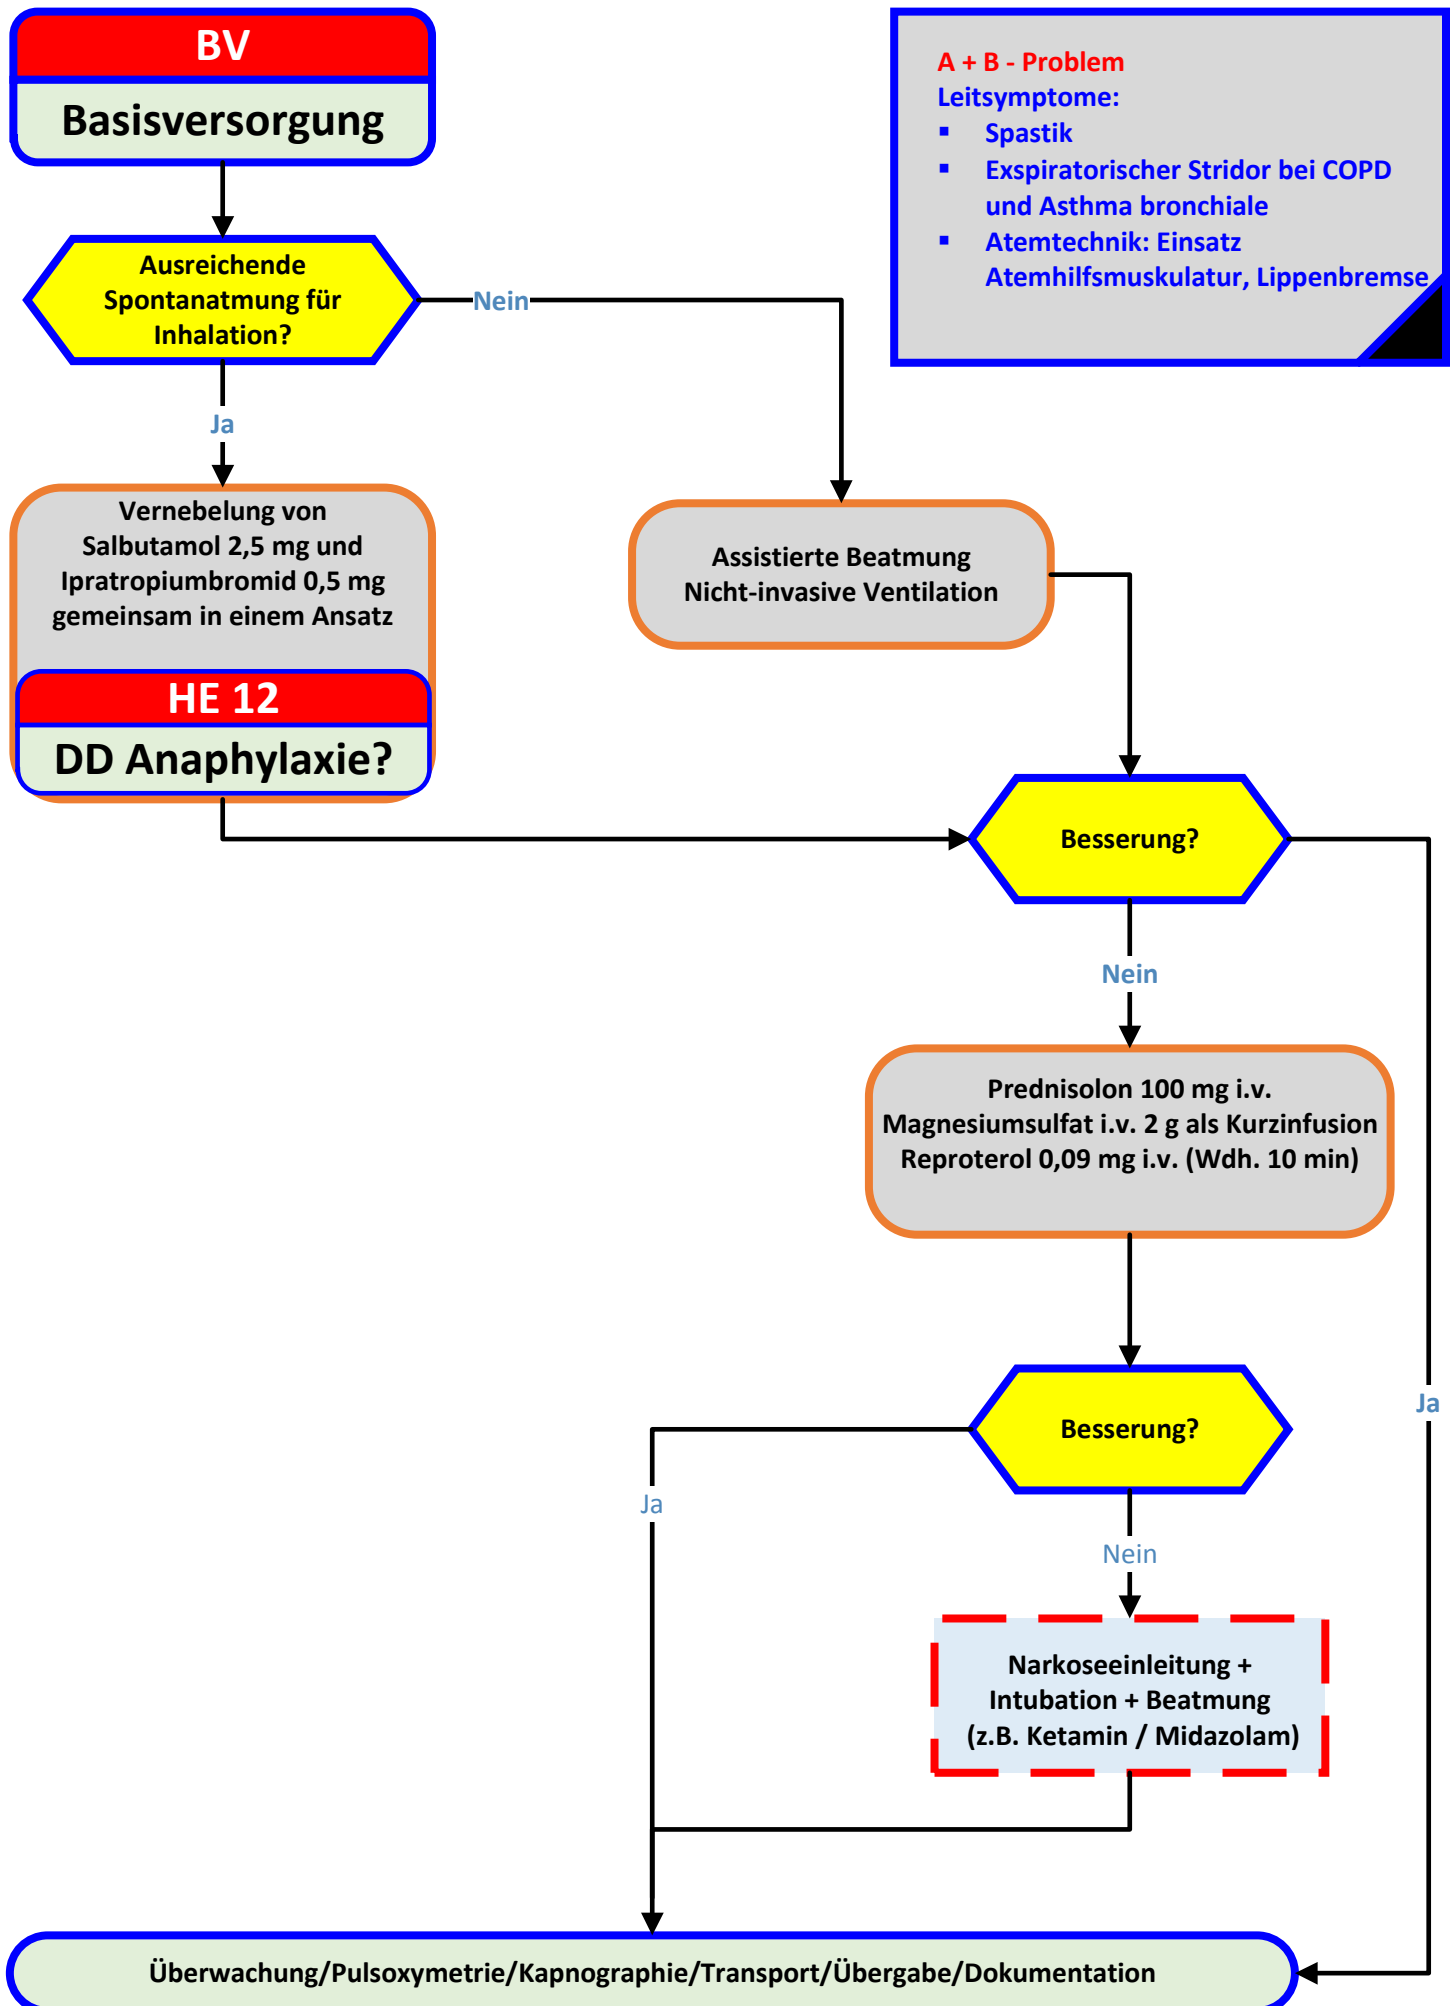 BV
Basisversorgung
A + B - Problem
Leitsymptome:
▪ Spastik
▪ Exspiratorischer Stridor bei COPD
und Asthma bronchiale
▪ Atemtechnik: Einsatz
Atemhilfsmuskulatur, Lippenbremse
Ausreichende
Spontanatmung für
Inhalation?
Nein
Ja
Vernebelung von
Salbutamol 2,5 mg und
Ipratropiumbromid 0,5 mg
gemeinsam in einem Ansatz
HE 12
DD Anaphylaxie?
Assistierte Beatmung
Nicht-invasive Ventilation
Besserung?
Nein
Ja
Prednisolon 100 mg i.v.
Magnesiumsulfat i.v. 2 g als Kurzinfusion
Reproterol 0,09 mg i.v. (Wdh. 10 min)
Besserung?
Ja
Nein
Narkoseeinleitung +
Intubation + Beatmung
(z.B. Ketamin / Midazolam)
Überwachung/Pulsoxymetrie/Kapnographie/Transport/Übergabe/Dokumentation